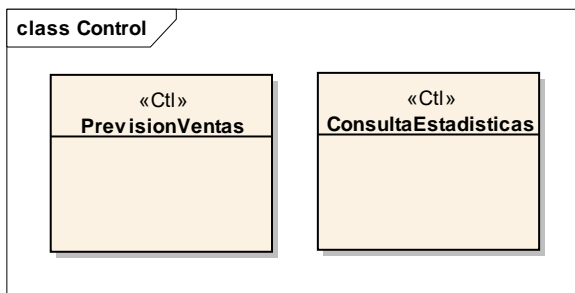 class Control
«Ctl»
PrevisionVentas
«Ctl»
ConsultaEstadisticas